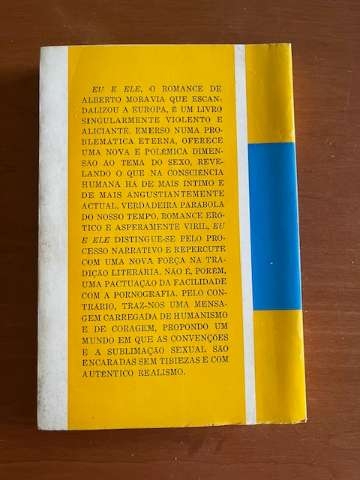 EU E ELE, O ROMANCE DE
ALBERTO MORAVIA QUE ESCAN-
DALIZOU A EUROPA, É UM LIVRO
SINGULARMENTE VIOLENTO E
ALICIANTE. EMERSO NUMA PRO-
BLEMÁTICA ETERNA, OFERECE
UMA NOVA E POLÉMICA DIMEN-
SÃO AO TEMA DO SEXO, REVE-
LANDO O QUE NA CONSCIÊNCIA
HUMANA HÁ DE MAIS ÍNTIMO E
DE MAIS ANGUSTIANTEMENTE
ACTUAL. VERDADEIRA PARÁBOLA
DO NOSSO TEMPO, ROMANCE ERÓ-
TICO E ASPERAMENTE VIRIL, EU
E ELE DISTINGUE-SE PELO PRO-
CESSO NARRATIVO E REPERCUTE
COM UMA NOVA FORÇA NA TRA-
DIÇÃO LITERÁRIA. NÃO É, PORÉM,
UMA PACTUAÇÃO DA FACILIDADE
COM A PORNOGRAFIA. PELO CON-
TRÁRIO, TRAZ-NOS UMA MENSA-
GEM CARREGADA DE HUMANISMO
E DE CORAGEM, PROPONDO UM
MUNDO EM QUE AS CONVENÇÕES
E A SUBLIMAÇÃO SEXUAL SÃO
ENCARADAS SEM TIBIEZAS E COM
AUTÊNTICO REALISMO.